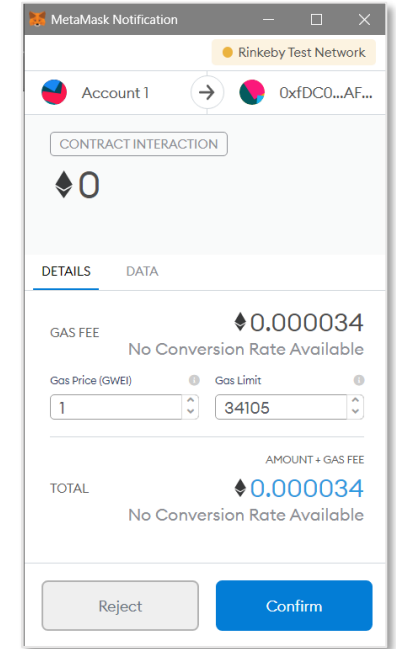 MetaMask Notification
Rinkeby Test Network
Account 1
0xfDC0...AF...
CONTRACT INTERACTION
0
DETAILS DATA
GAS FEE
0.000034
No Conversion Rate Available
Gas Price (GWEI) Gas Limit
1 34105
AMOUNT + GAS FEE
TOTAL
0.000034
No Conversion Rate Available
Reject Confirm